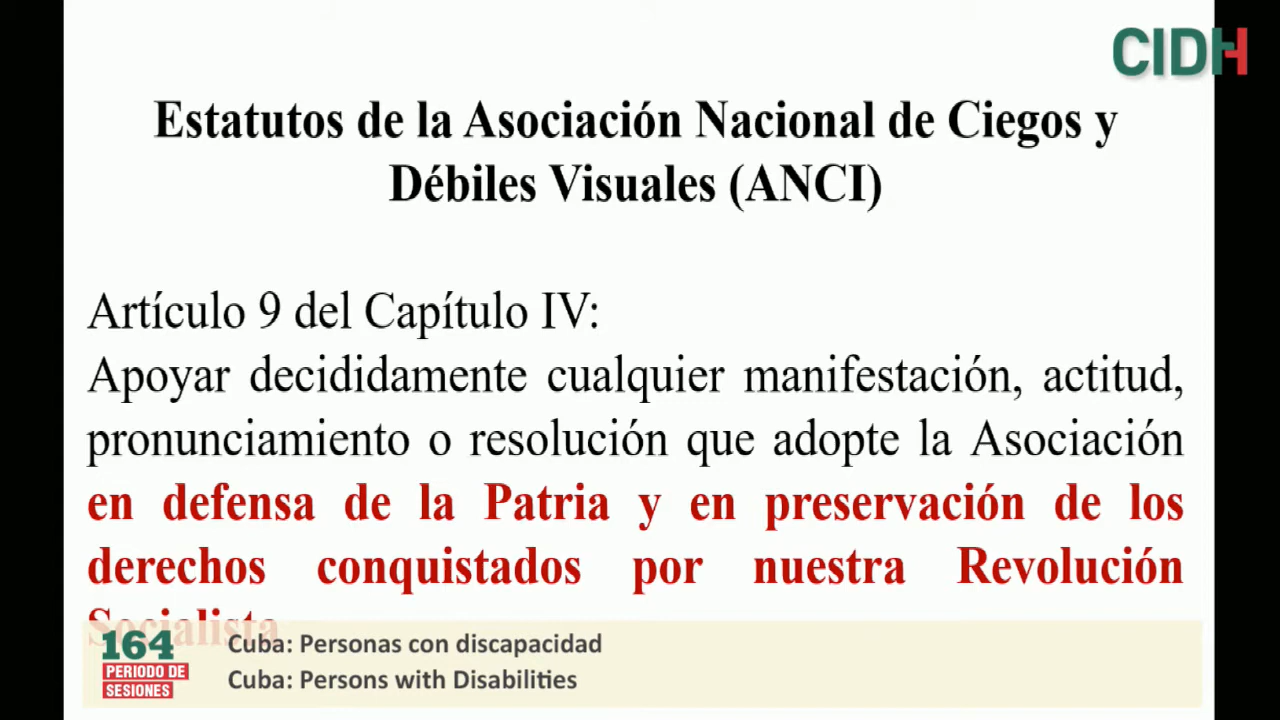 CIDH
Estatutos de la Asociación Nacional de Ciegos y
Débiles Visuales (ANCI)
Artículo 9 del Capítulo IV:
Apoyar decididamente cualquier manifestación, actitud,
pronunciamiento o resolución que adopte la Asociación
en defensa de la Patria y en preservación de los
derechos conquistados por nuestra Revolución
Socialista
164
PERIODO DE
SESIONES
Cuba: Personas con discapacidad
Cuba: Persons with Disabilities